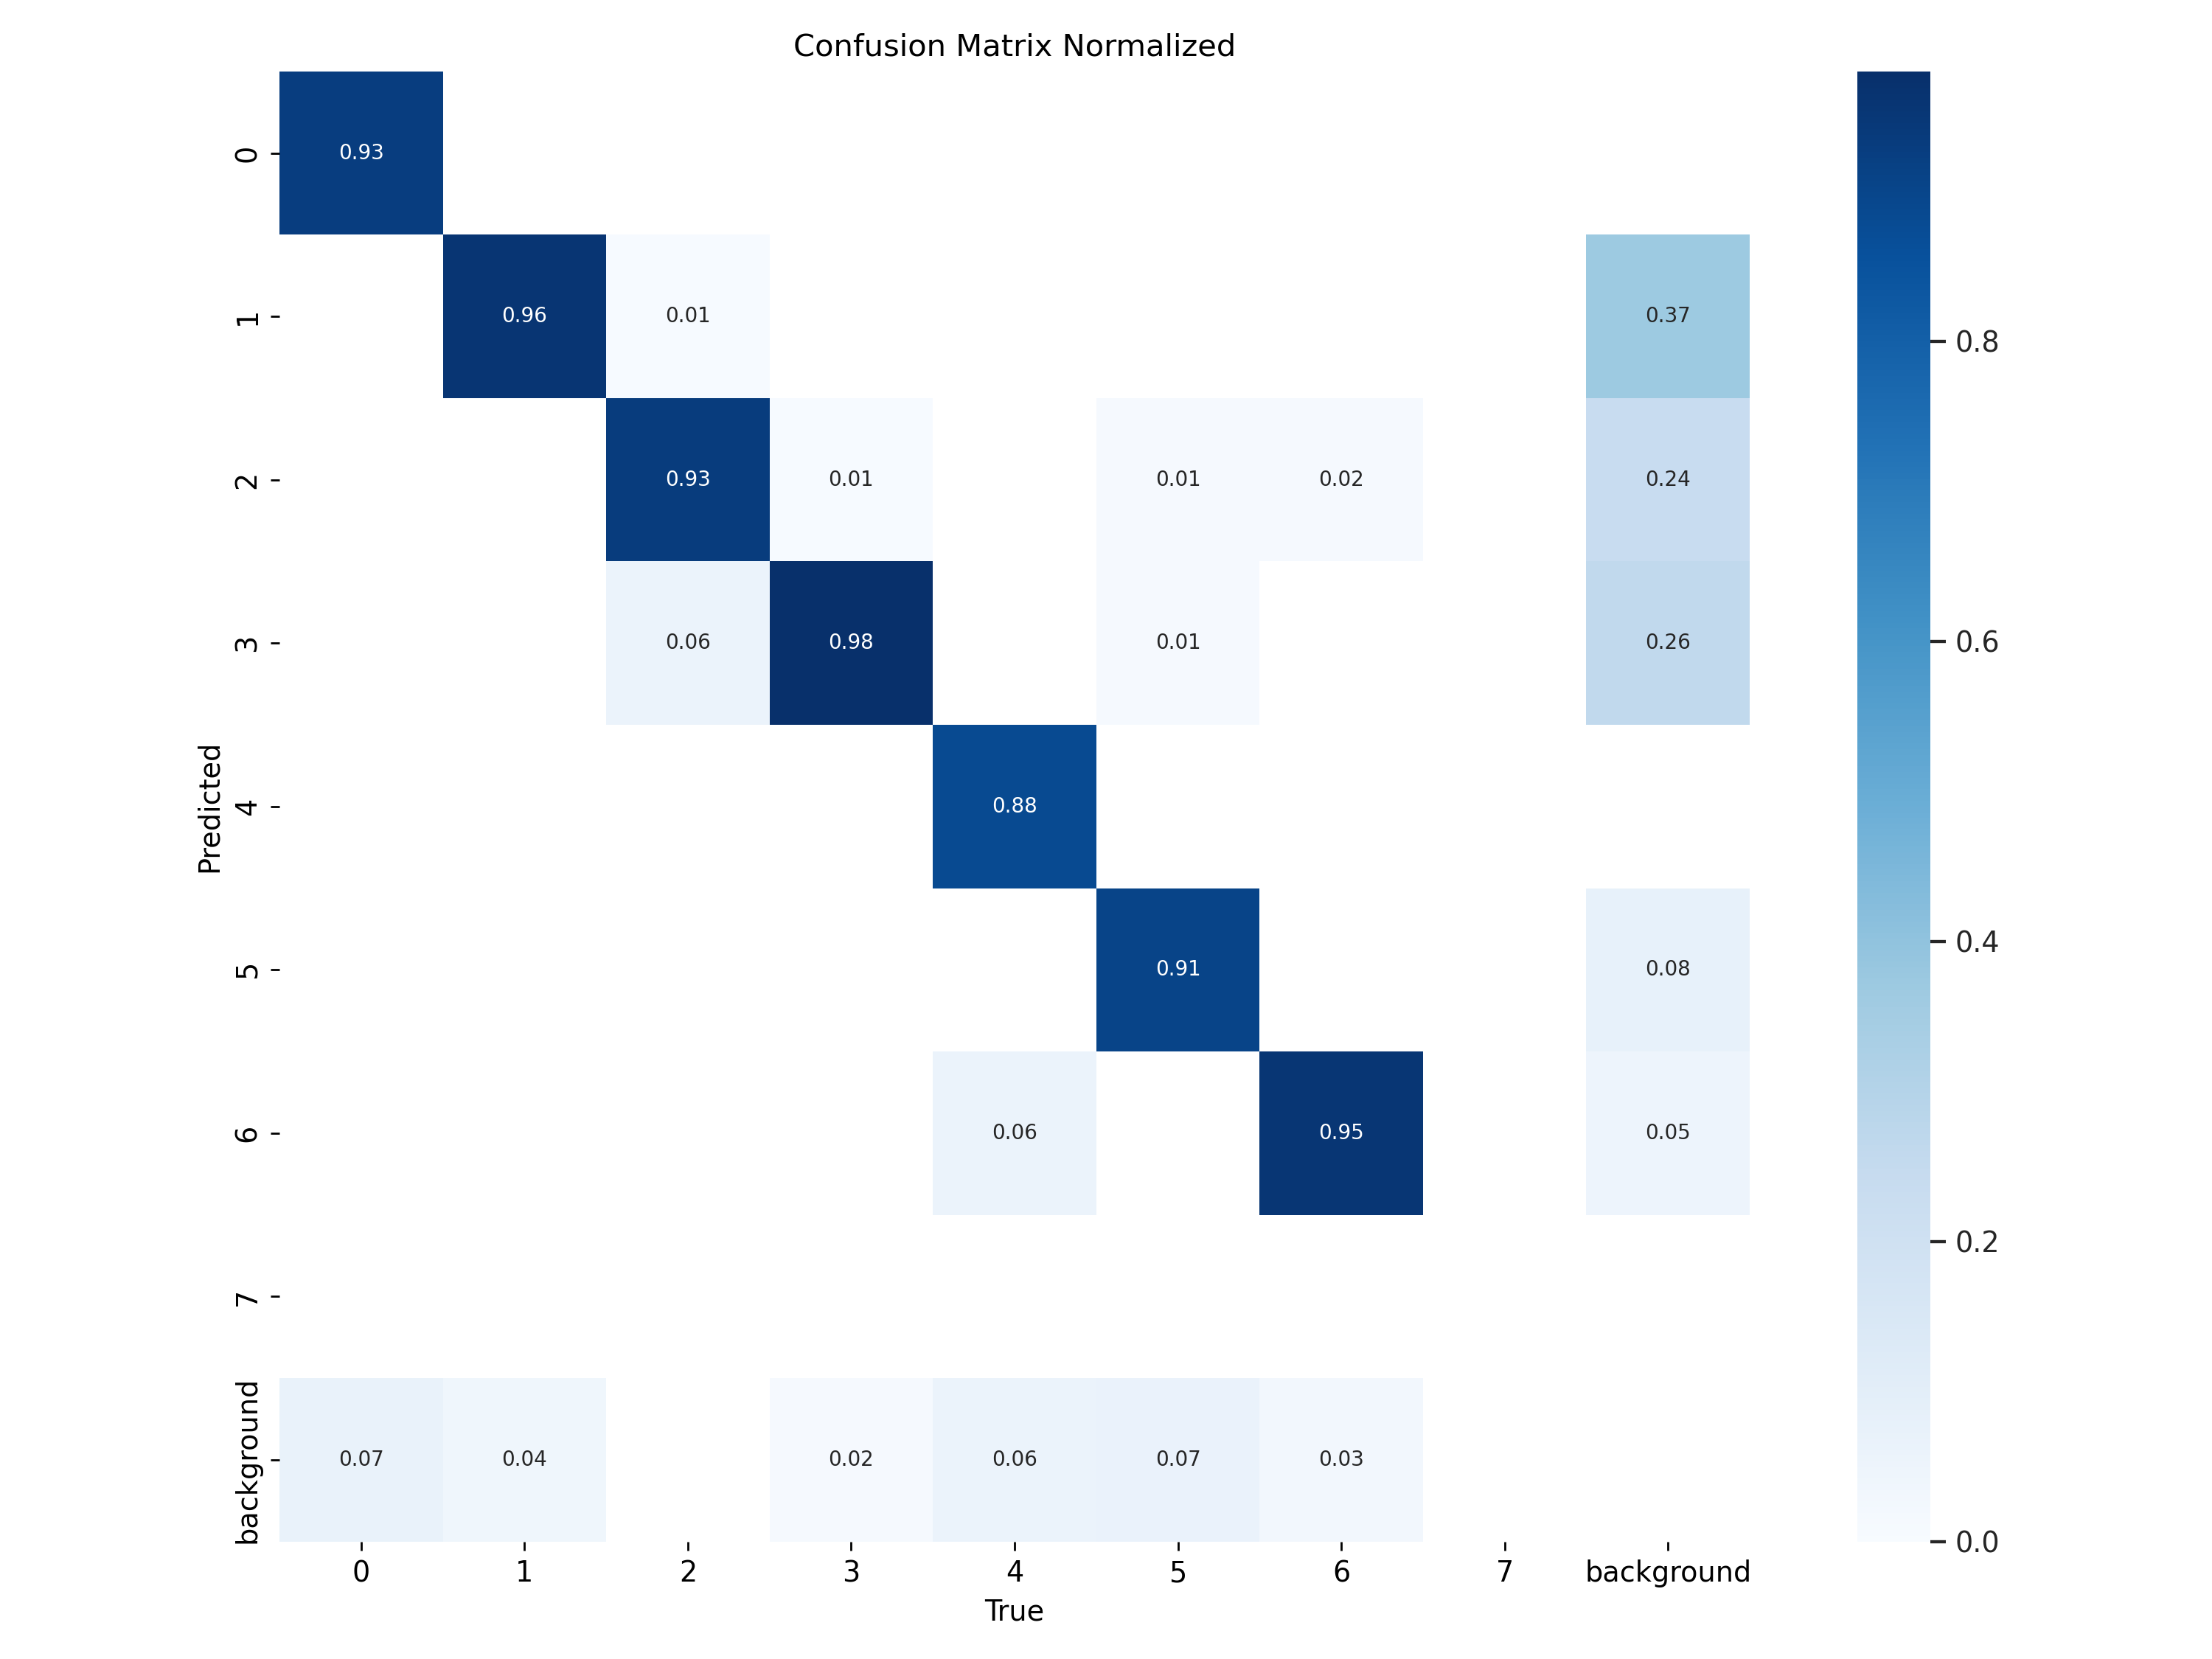 Confusion Matrix Normalized
0
0.93
1
0.96 0.01 0.37
0.8
2
0.93 0.01 0.01 0.02 0.24
3
0.06 0.98 0.01 0.26
0.6
Predicted
4
0.88
0.4
5
0.91 0.08
6
0.06 0.95 0.05
0.2
7
background
0.07 0.04 0.02 0.06 0.07 0.03
0.0
0 1 2 3 4 5 6 7 background
True